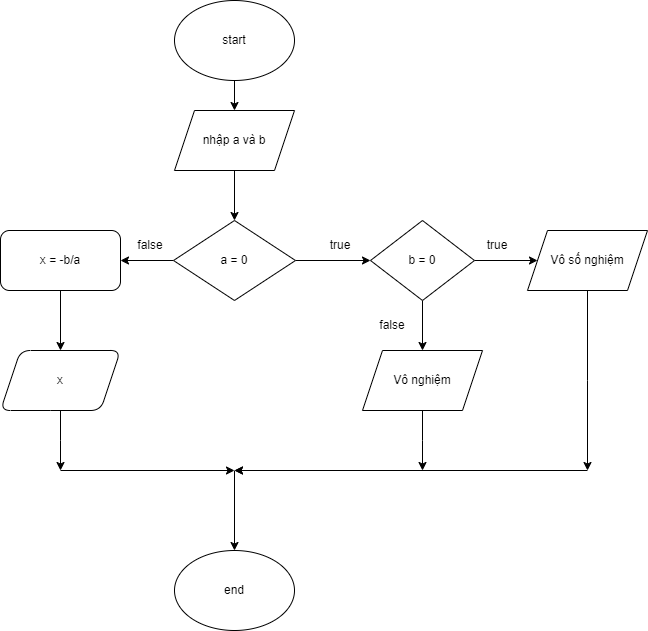 start
nhập a và b
false
true
true
x = -b/a
a = 0
b = 0
Vô số nghiệm
false
x
Vô nghiệm
end